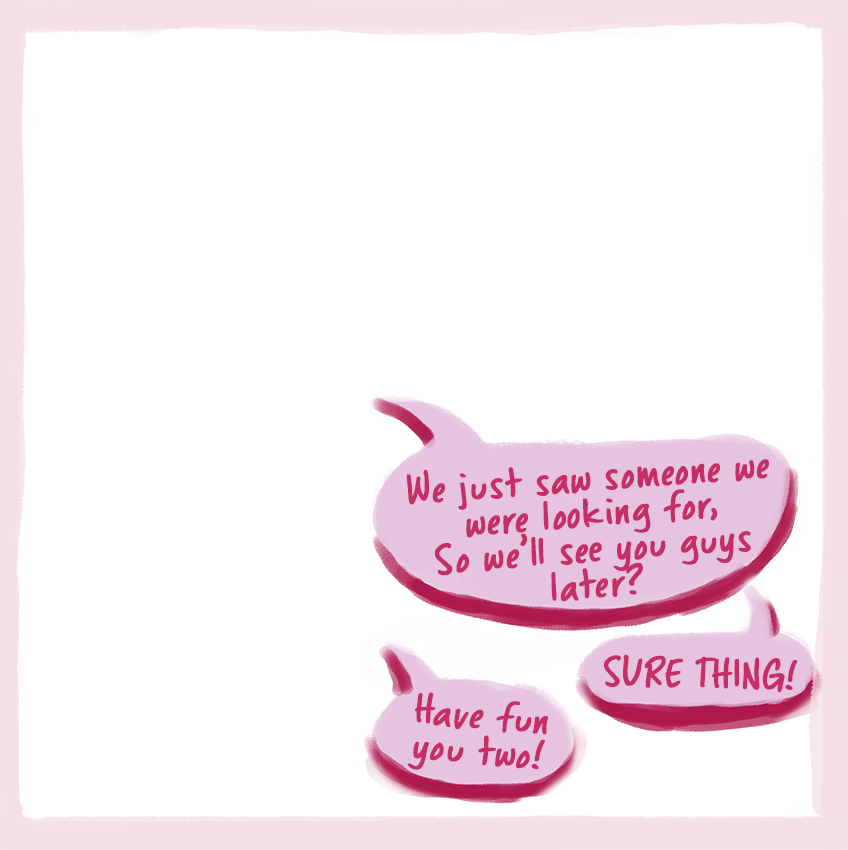 We just saw someone we
were looking for,
So we'll see you guys
later?
SURE THING!
Have fun
you two!